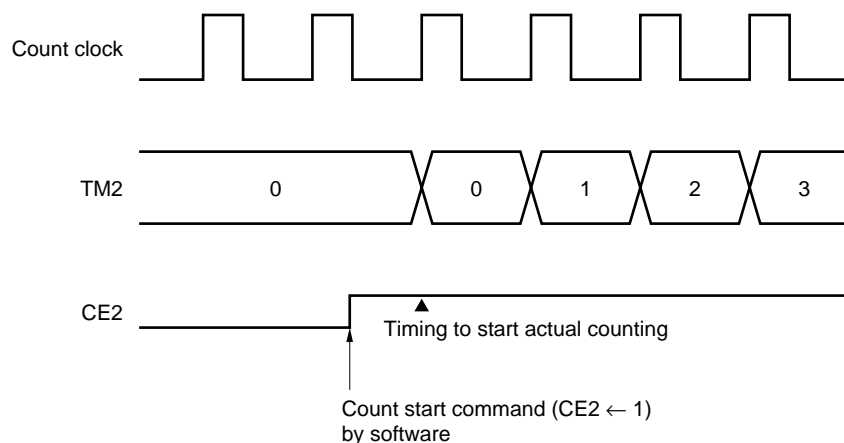 Count clock
TM2
0
0
1
2
3
CE2
Timing to start actual counting
Count start command (CE2 ← 1)
by software